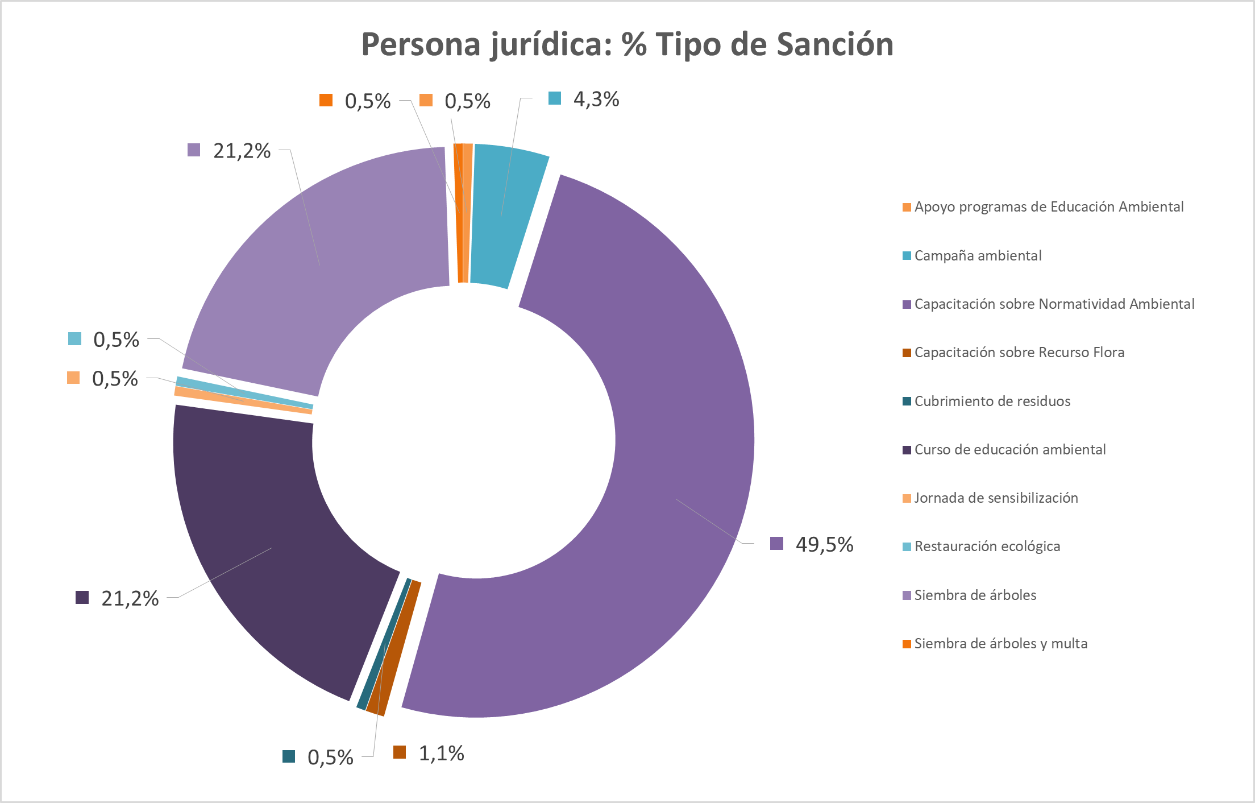 Persona jurídica: % Tipo de Sanción
0,5%
0,5%
4,3%
21,2%
0,5%
0,5%
49,5%
21,2%
0,5%
1,1%
Apoyo programas de Educación Ambiental
Campaña ambiental
Capacitación sobre Normatividad Ambiental
Capacitación sobre Recurso Flora
Cubrimiento de residuos
Curso de educación ambiental
Jornada de sensibilización
Restauración ecológica
Siembra de árboles
Siembra de árboles y multa